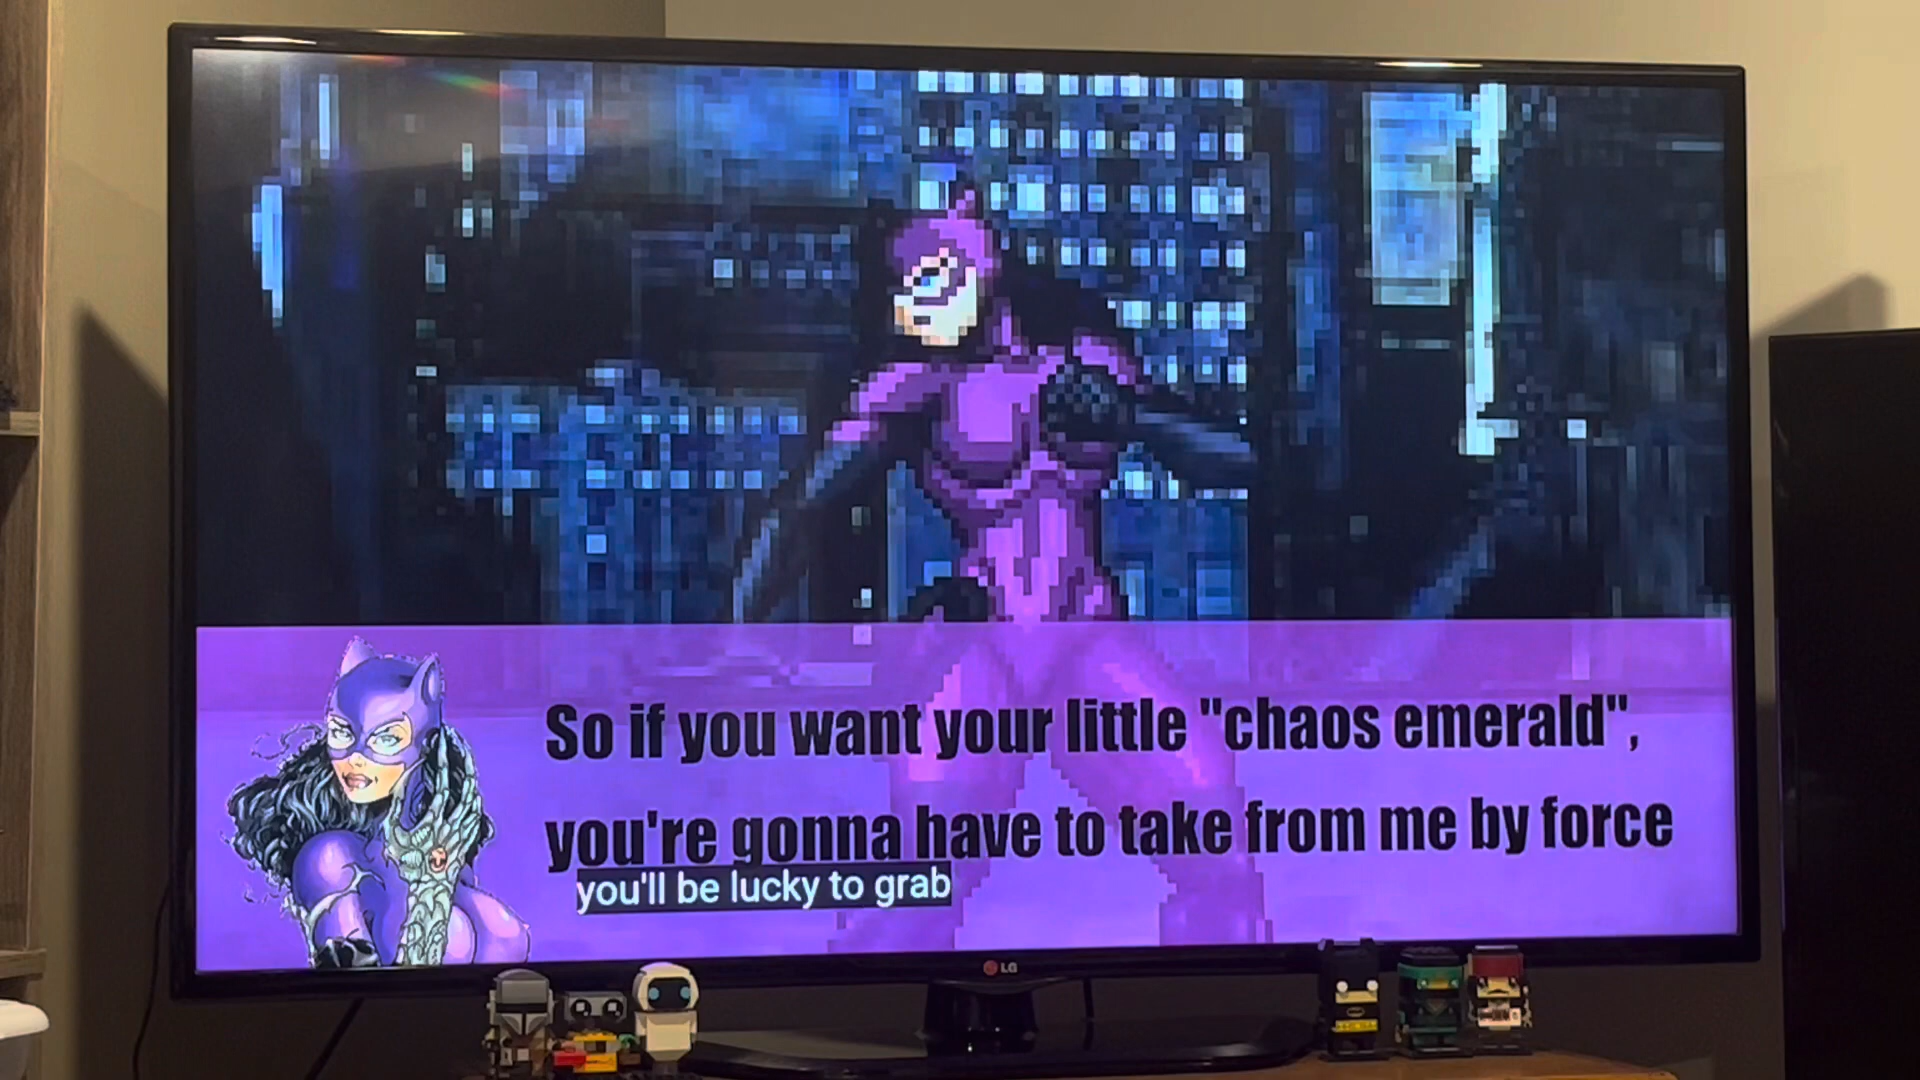 So if you want your little "chaos emerald",
you're gonna have to take from me by force
you'll be lucky to grab
LG